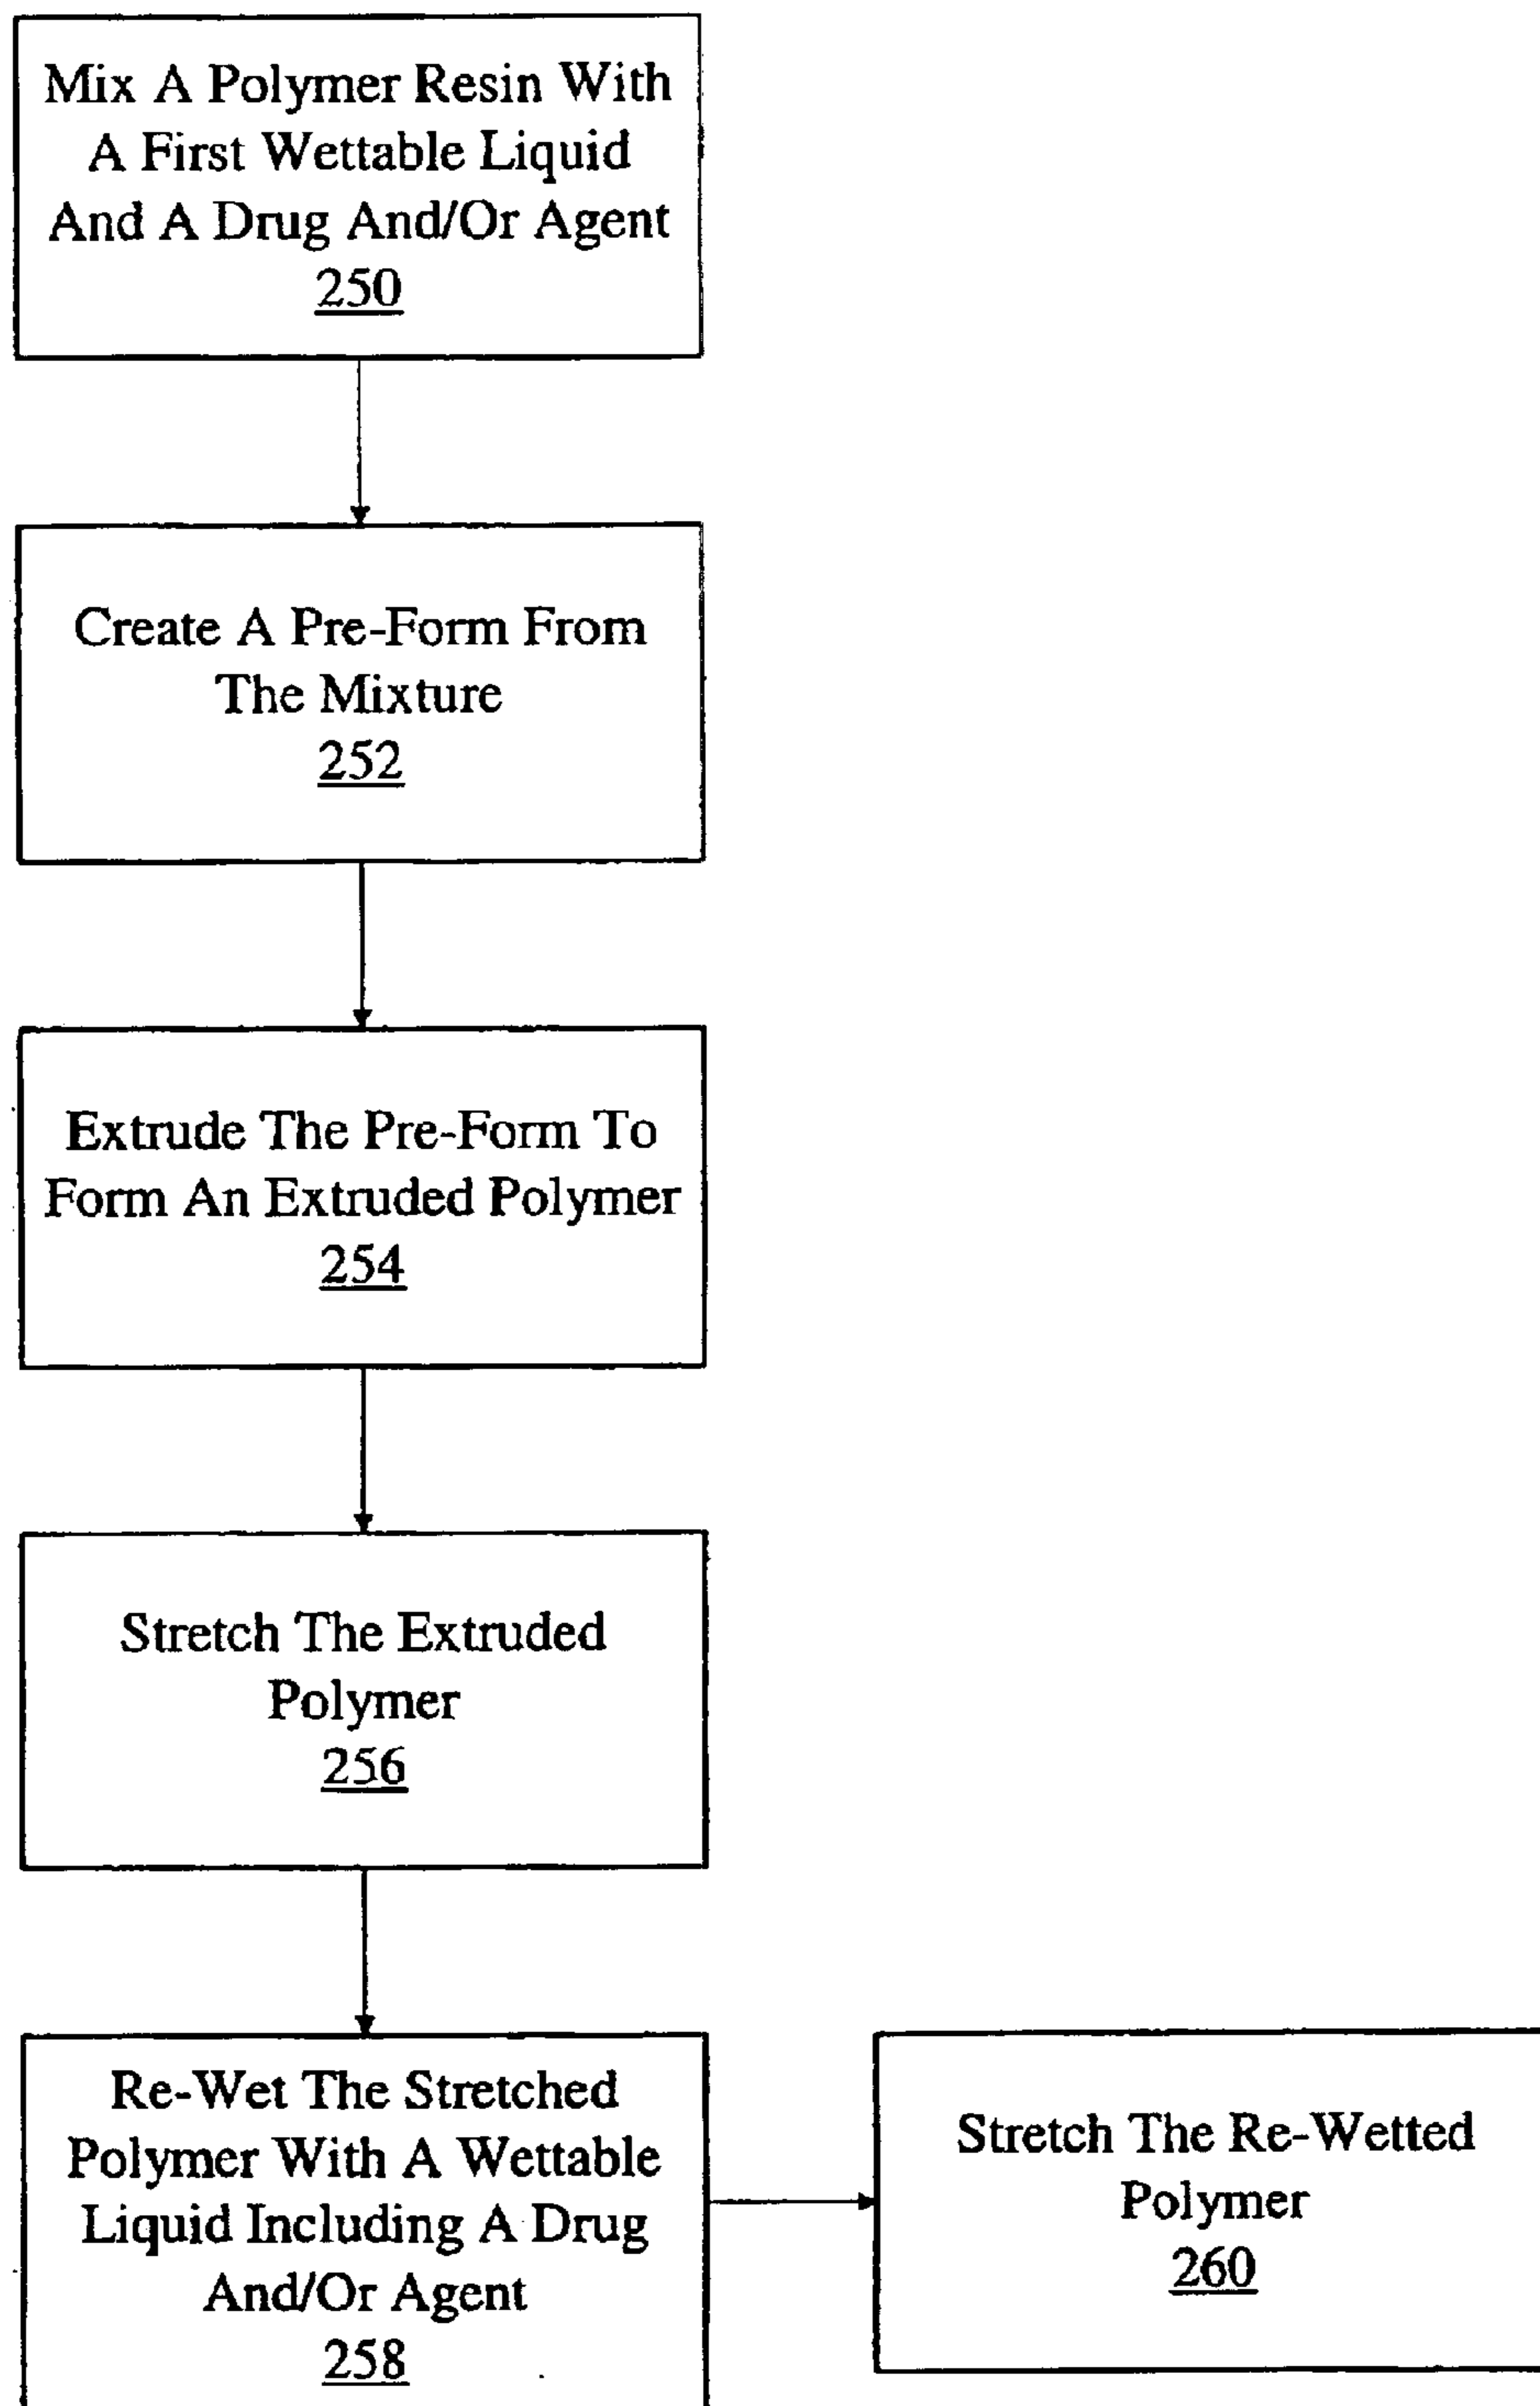 Mix A Polymer Resin With
A First Wettable Liquid
And A Drug And/Or Agent
250
Create A Pre-Form From
The Mixture
252
Extrude The Pre-Form To
Form An Extruded Polymer
254
Stretch The Extruded
Polymer
256
Re-Wet The Stretched
Polymer With A Wettable
Liquid Including A Drug
And/Or Agent
258
Stretch The Re-Wetted
Polymer
260